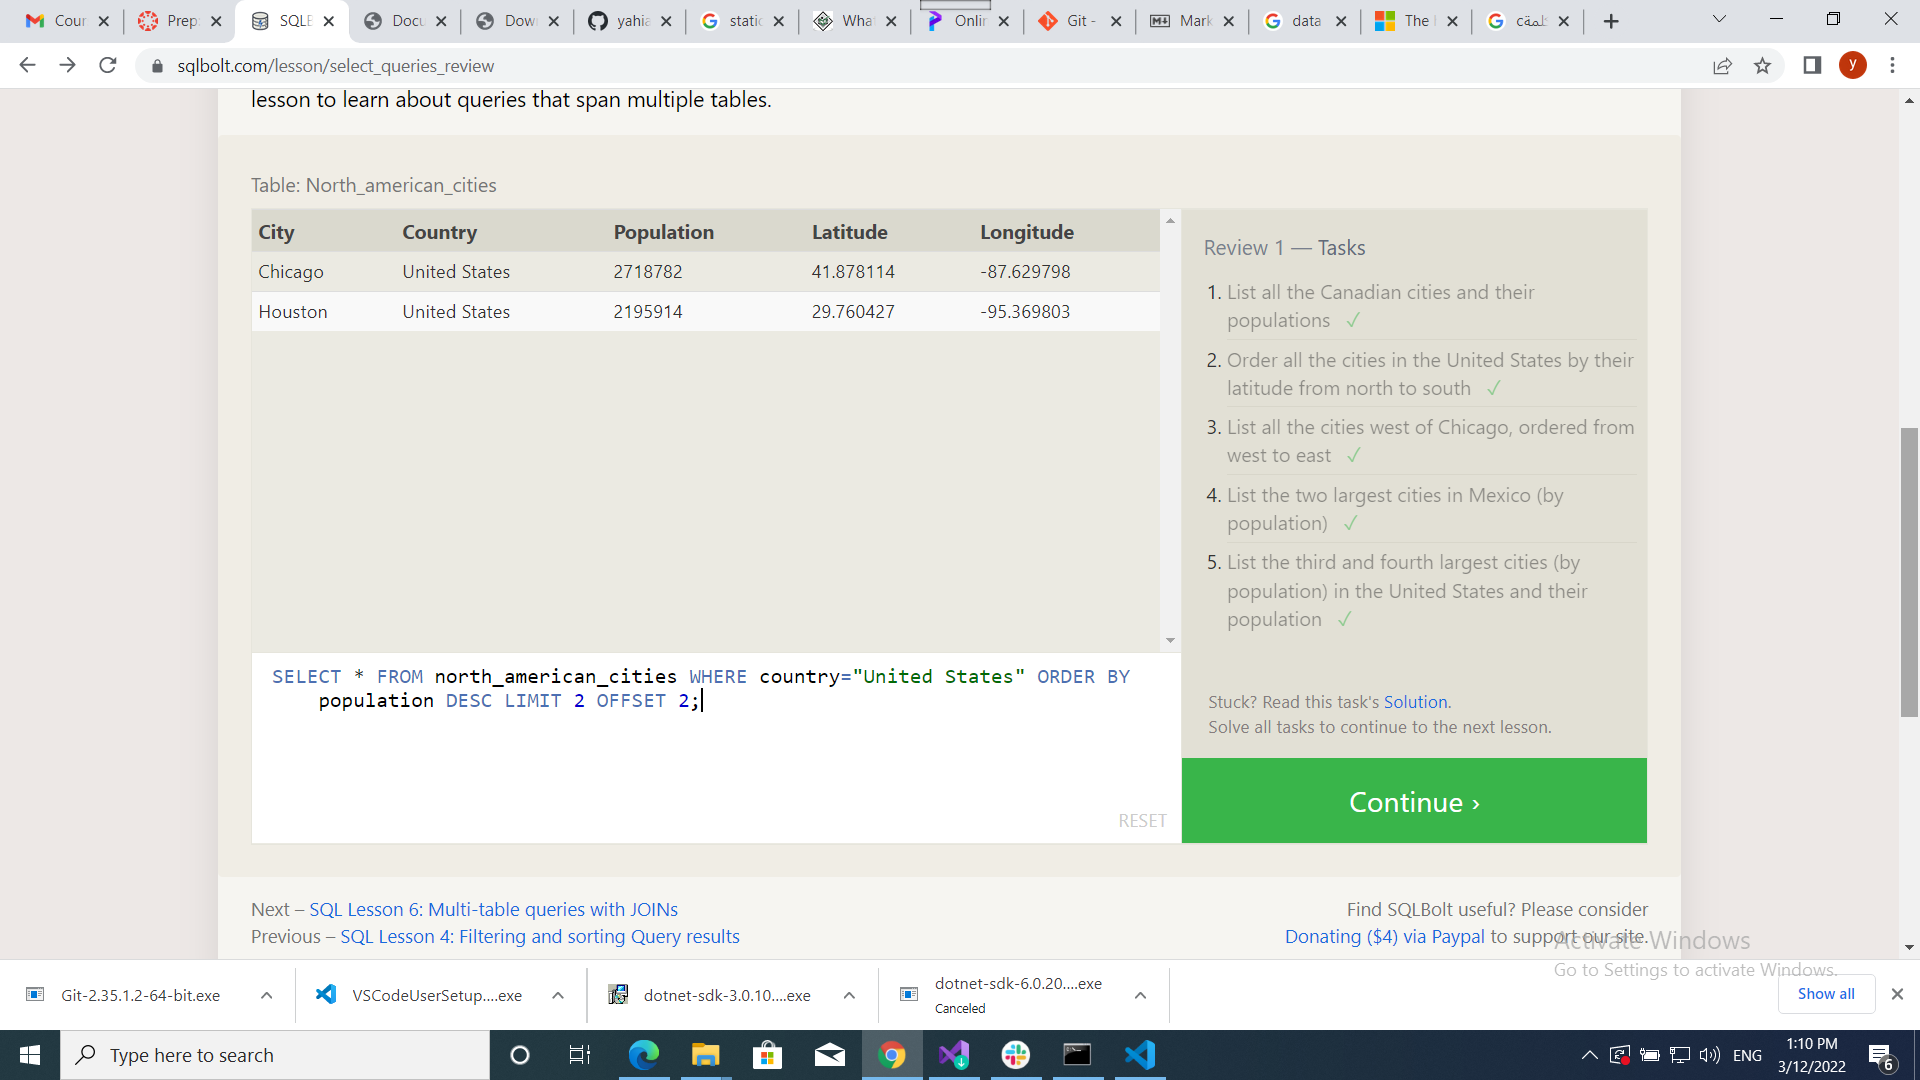 Cour
Prep
SQLB
Docu
Dow
yahia
static
What
Onlin
Git -
Mark
data
The
sqlbolt.com/lesson/select_queries_review
y
lesson to learn about queries that span multiple tables.
Table: North_american_cities
City Country Population Latitude Longitude
Chicago United States 2718782 41.878114 -87.629798
Houston United States 2195914 29.760427 -95.369803
Review 1 — Tasks
1. List all the Canadian cities and their
populations ✓
2. Order all the cities in the United States by their
latitude from north to south ✓
3. List all the cities west of Chicago, ordered from
west to east ✓
4. List the two largest cities in Mexico (by
population) ✓
5. List the third and fourth largest cities (by
population) in the United States and their
population ✓
SELECT * FROM north_american_cities WHERE country="United States" ORDER BY
population DESC LIMIT 2 OFFSET 2;
RESET
Stuck? Read this task's Solution.
Solve all tasks to continue to the next lesson.
Continue ›
Next – SQL Lesson 6: Multi-table queries with JOINs
Previous – SQL Lesson 4: Filtering and sorting Query results
Find SQLBolt useful? Please consider
Donating ($4) via Paypal to support our site.
Activate Windows
Go to Settings to activate Windows.
Git-2.35.1.2-64-bit.exe
VSCodeUserSetup....exe
dotnet-sdk-3.0.10....exe
dotnet-sdk-6.0.20....exe
Canceled
Show all
Type here to search
ENG
1:10 PM
3/12/2022
6